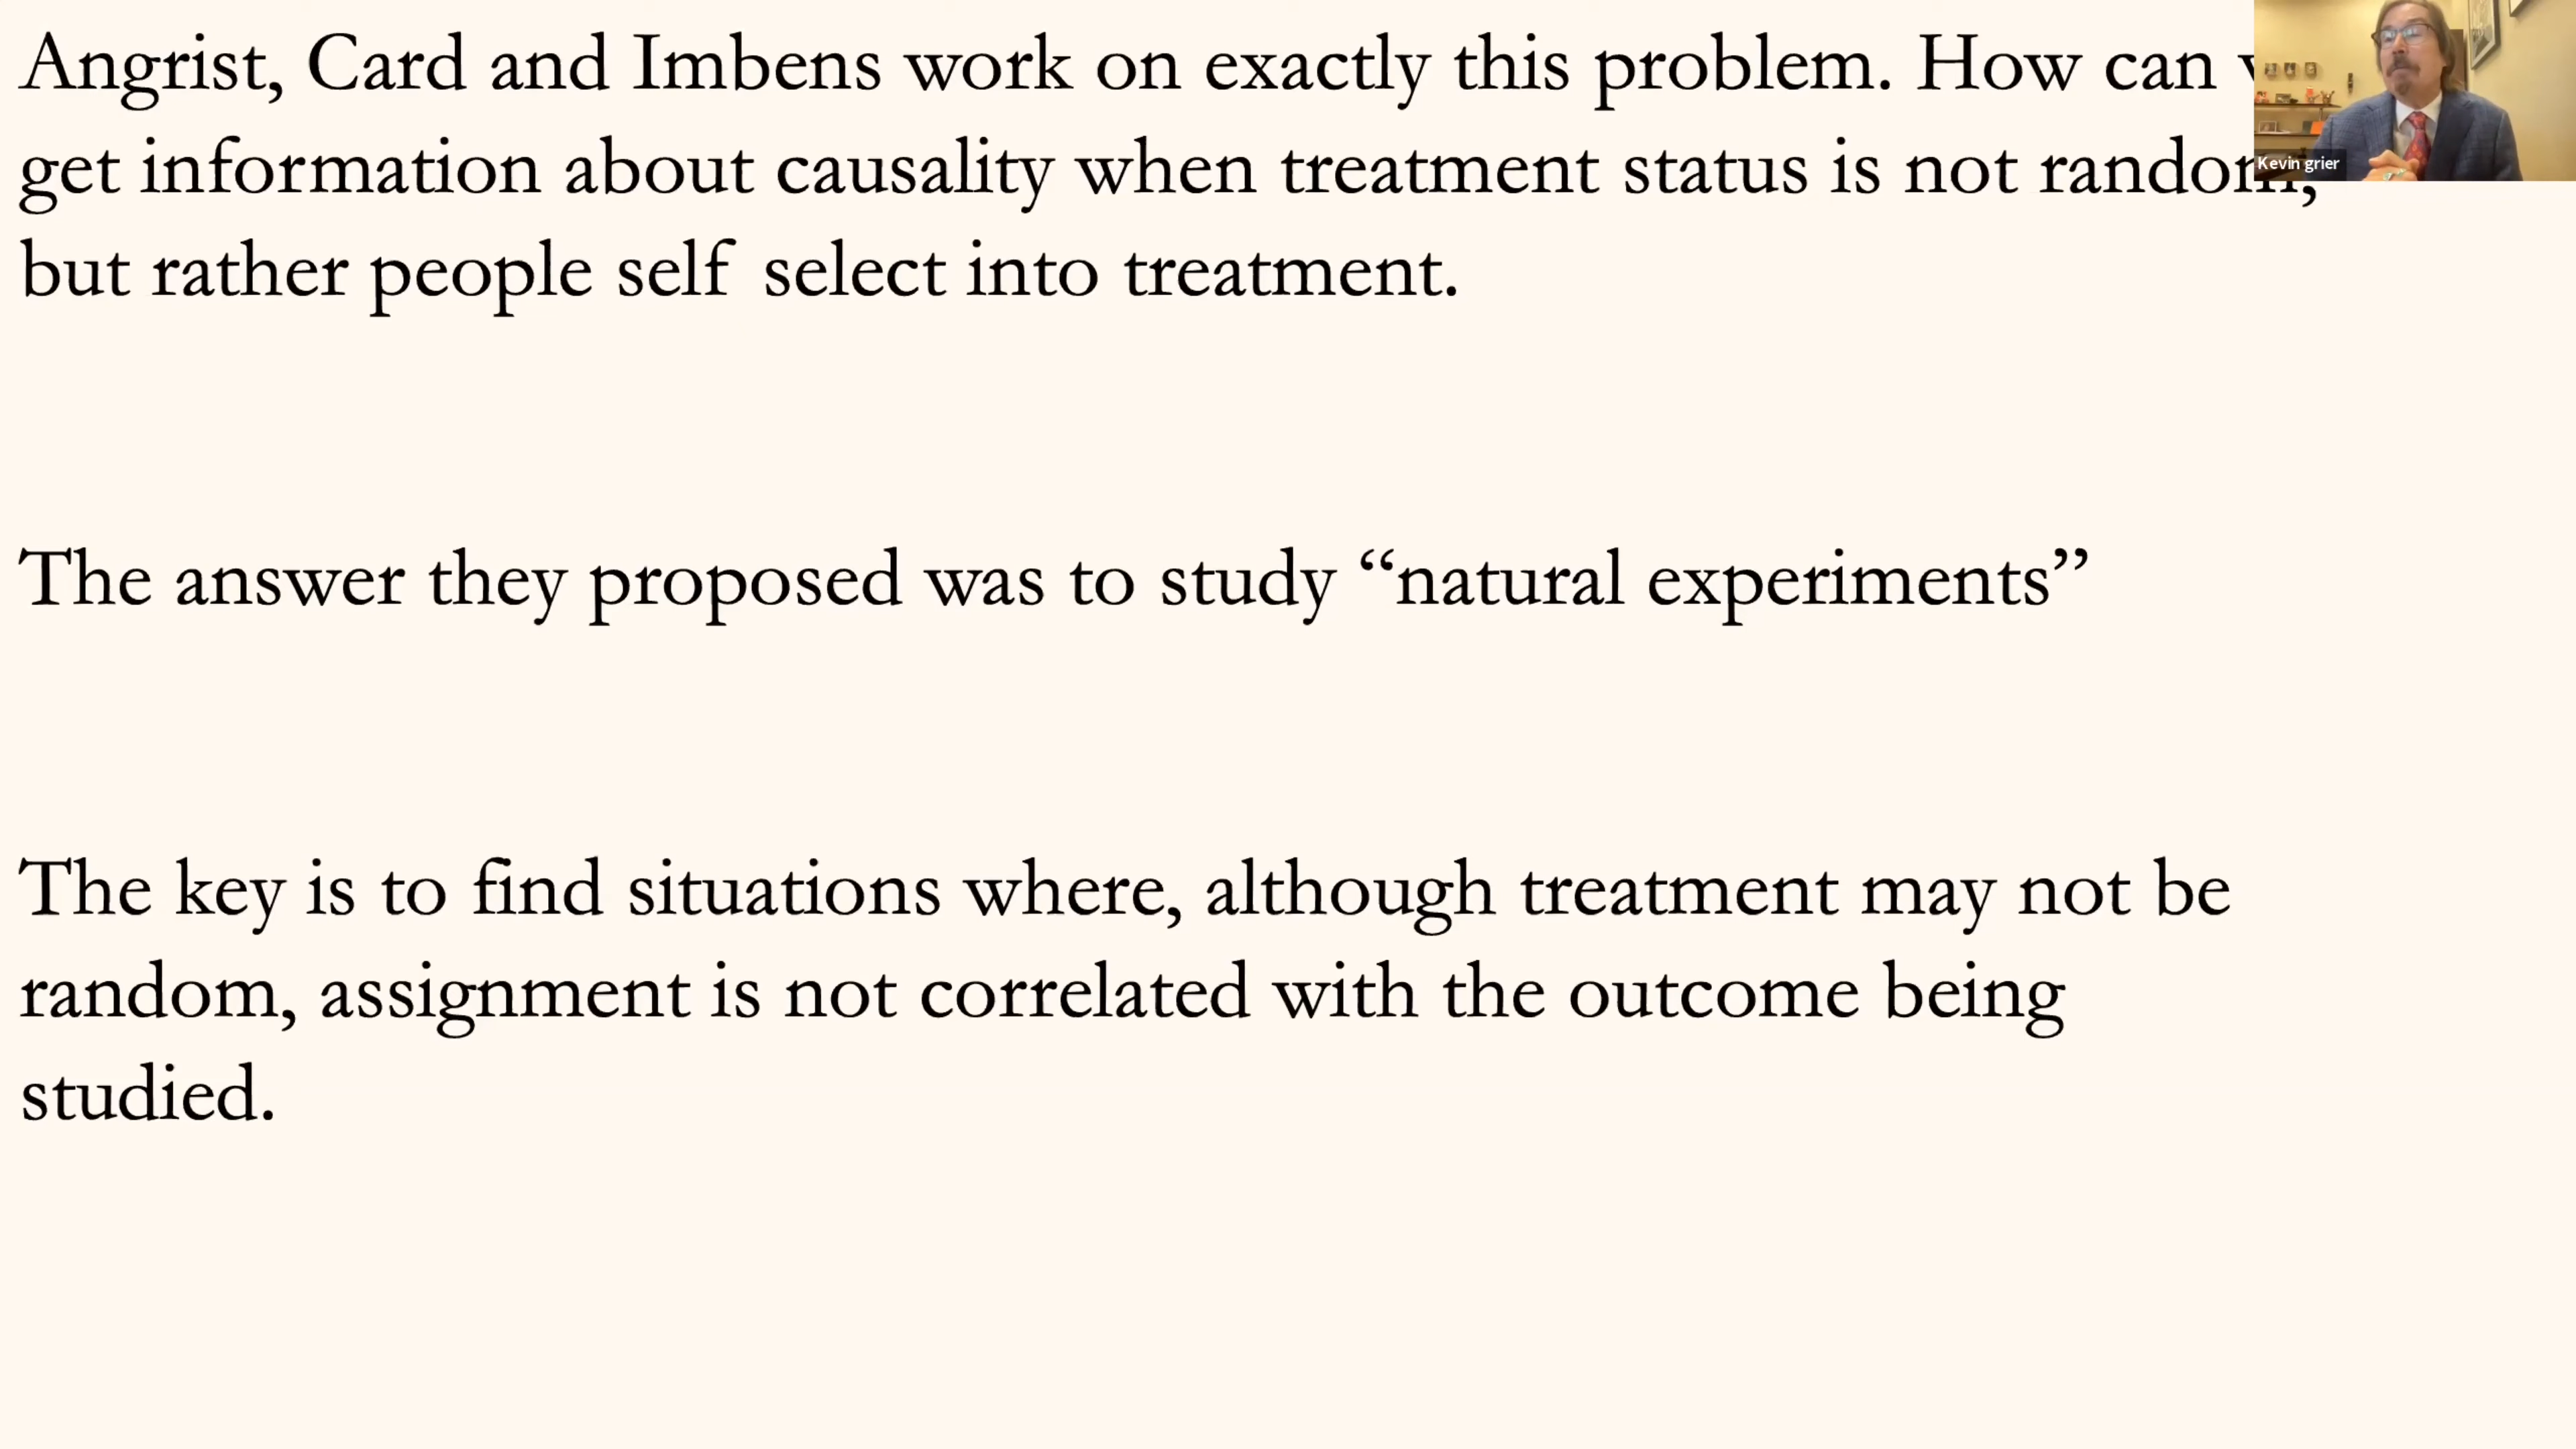 Angrist, Card and Imbens work on exactly this problem. How can
get information about causality when treatment status is not random,
but rather people self select into treatment.
The answer they proposed was to study “natural experiments”
The key is to find situations where, although treatment may not be
random, assignment is not correlated with the outcome being
studied.
Kevin grier